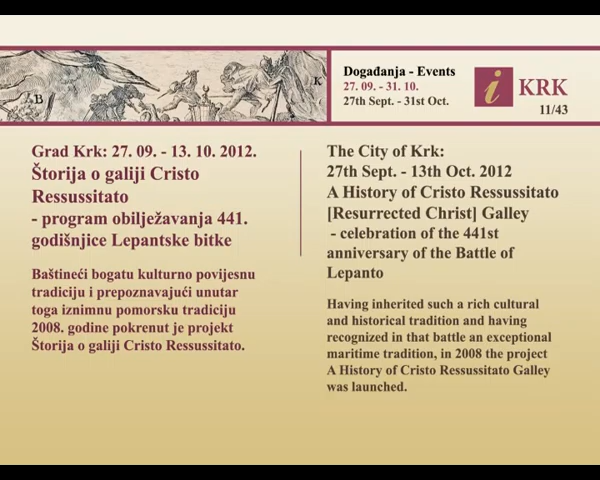 B
K
Događanja - Events
27. 09. - 31. 10.
27th Sept. - 31st Oct.
i
KRK
11/43
Grad Krk: 27. 09. - 13. 10. 2012.
Štorija o galiji Cristo
Ressussitato
- program obilježavanja 441.
godišnjice Lepantske bitke
Baštineći bogatu kulturno povijesnu
tradiciju i prepoznavajući unutar
toga iznimnu pomorsku tradiciju
2008. godine pokrenut je projekt
Štorija o galiji Cristo Ressussitato.
The City of Krk:
27th Sept. - 13th Oct. 2012
A History of Cristo Ressussitato
[Resurrected Christ] Galley
- celebration of the 441st
anniversary of the Battle of
Lepanto
Having inherited such a rich cultural
and historical tradition and having
recognized in that battle an exceptional
maritime tradition, in 2008 the project
A History of Cristo Ressussitato Galley
was launched.